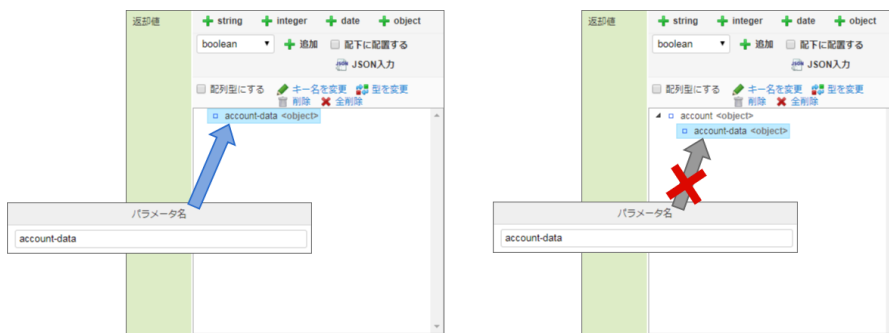 返却値
string integer date object
boolean 追加 配下に配置する
JSON入力
配列型にする キー名を変更 型を変更
削除 全削除
account-data <object>
パラメータ名
account-data
返却値
string integer date object
boolean 追加 配下に配置する
JSON入力
配列型にする キー名を変更 型を変更
削除 全削除
account <object>
account-data <object>
パラメータ名
account-data